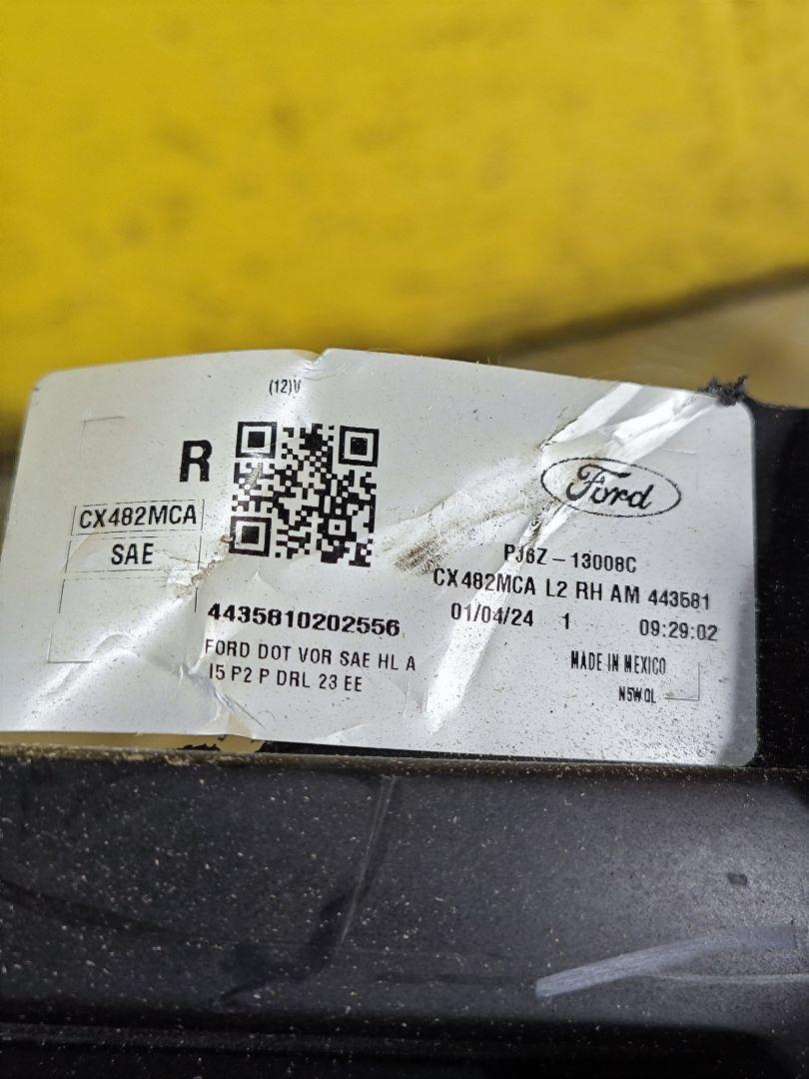 (12)V
R
CX482MCA
SAE
4435810202556
FORD DOT VOR SAE HL A
I5 P2 P DRL 23 EE
Ford
PJ6Z-13008C
CX482MCA L2 RH AM 443581
01/04/24 1 09:29:02
MADE IN MEXICO
N5WOL